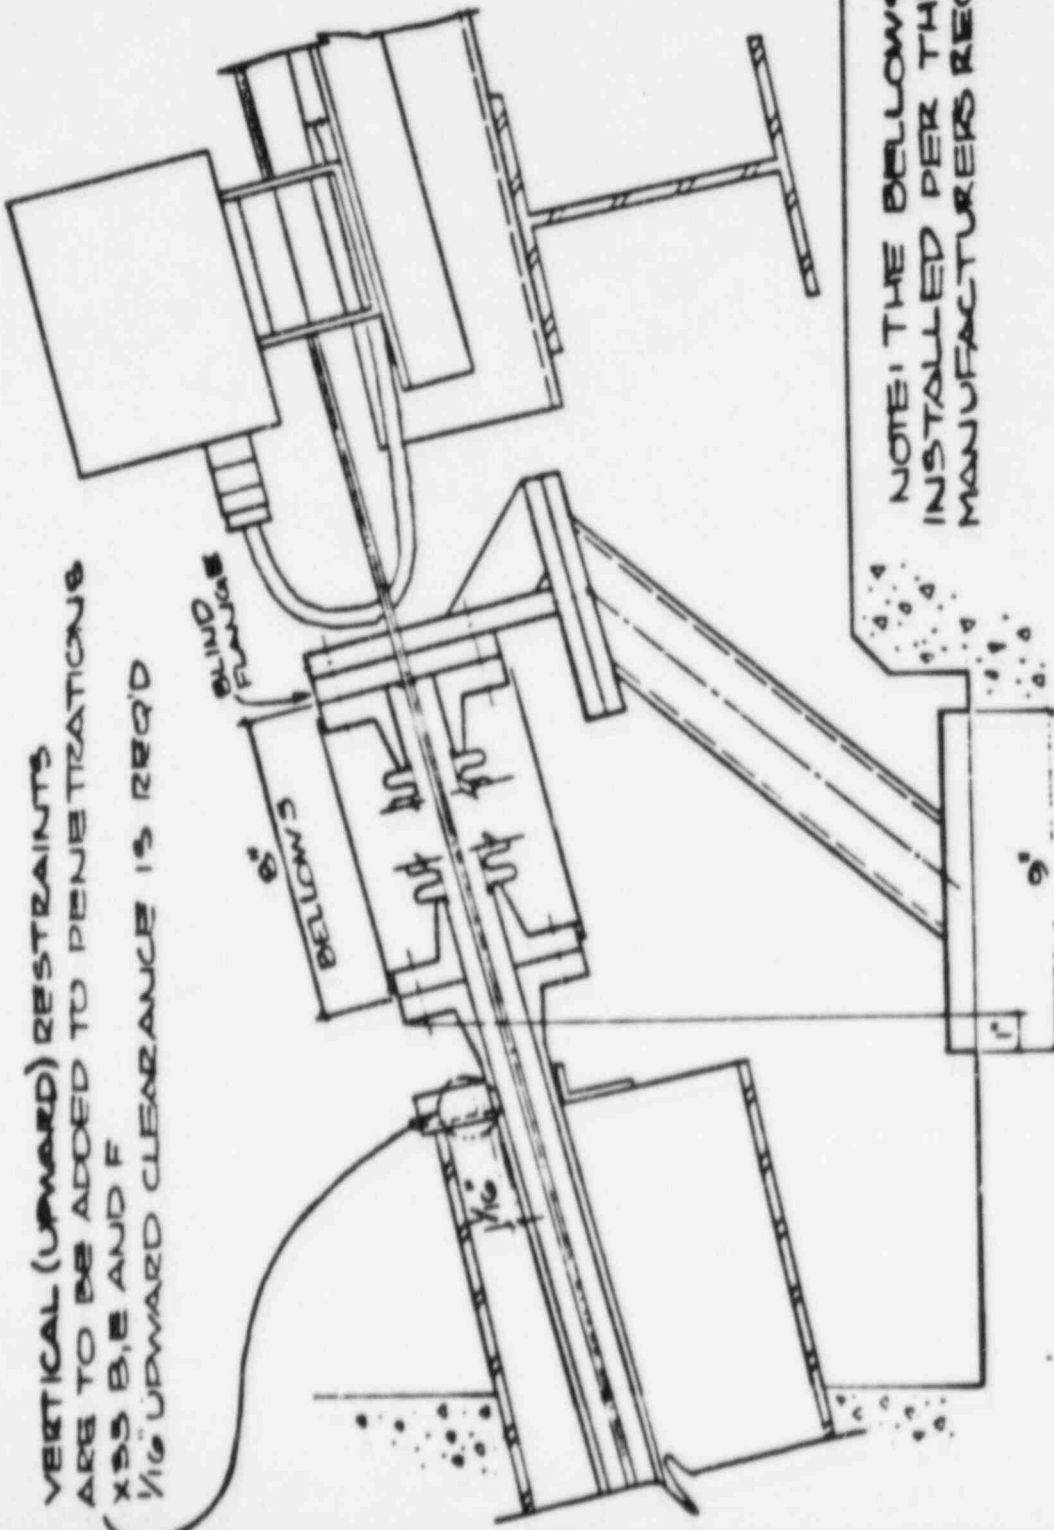 VERTICAL (UPWARD) RESTRAINTS
ARE TO BE ADDED TO PENETRATIONS
X33 B,E AND F
1/16" UPWARD CLEARANCE IS REQ'D
BLIND
FLANGE
8"
BELLOWS
1/16"
1"
9"
NOTE: THE BELLOWS
INSTALLED PER TH
MANUFACTURERS REC